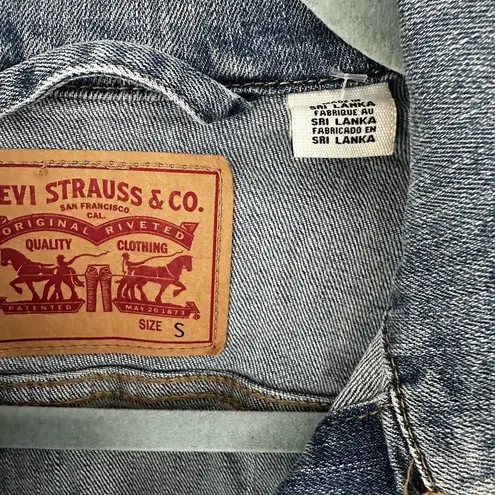 EVI STRAUSS & CO.
SAN FRANCISCO
CAL.
ORIGINAL RIVETED
QUALITY CLOTHING
PATENTED MAY 20 1873
SIZE S
SRI LANKA
FABRIQUÉ AU
SRI LANKA
FABRICADO EN
SRI LANKA